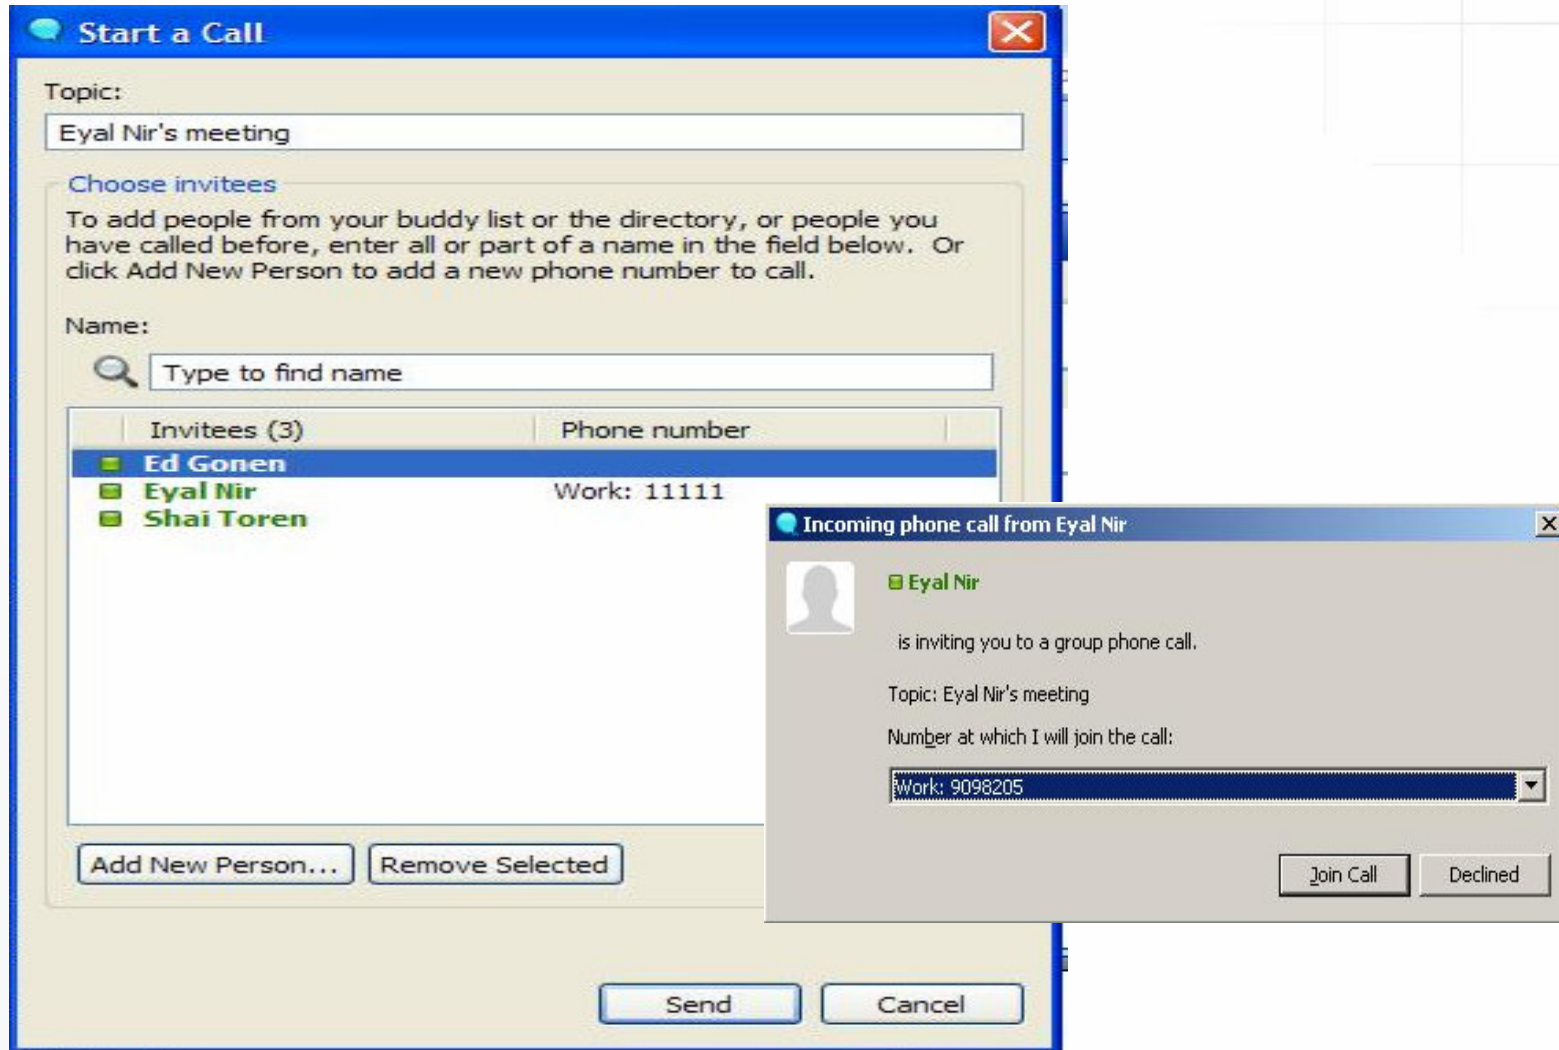 Start a Call
Topic:
Eyal Nir's meeting
Choose invitees
To add people from your buddy list or the directory, or people you
have called before, enter all or part of a name in the field below.  Or
click Add New Person to add a new phone number to call.
Name:
Type to find name
Invitees (3) Phone number
Ed Gonen
Eyal Nir Work: 11111
Shai Toren
Add New Person... Remove Selected
Send Cancel
Incoming phone call from Eyal Nir
Eyal Nir
is inviting you to a group phone call.
Topic: Eyal Nir's meeting
Number at which I will join the call:
Work: 9098205
Join Call Declined